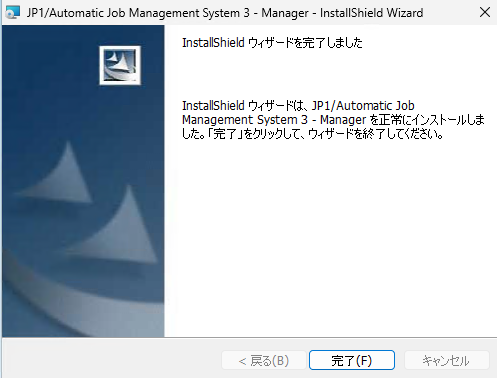 JP1/Automatic Job Management System 3 - Manager - InstallShield Wizard
InstallShield ウィザードを完了しました
InstallShield ウィザードは、JP1/Automatic Job
Management System 3 - Manager を正常にインストールしま
した。「完了」をクリックして、ウィザードを終了してください。
< 戻る(B)
完了(F)
キャンセル